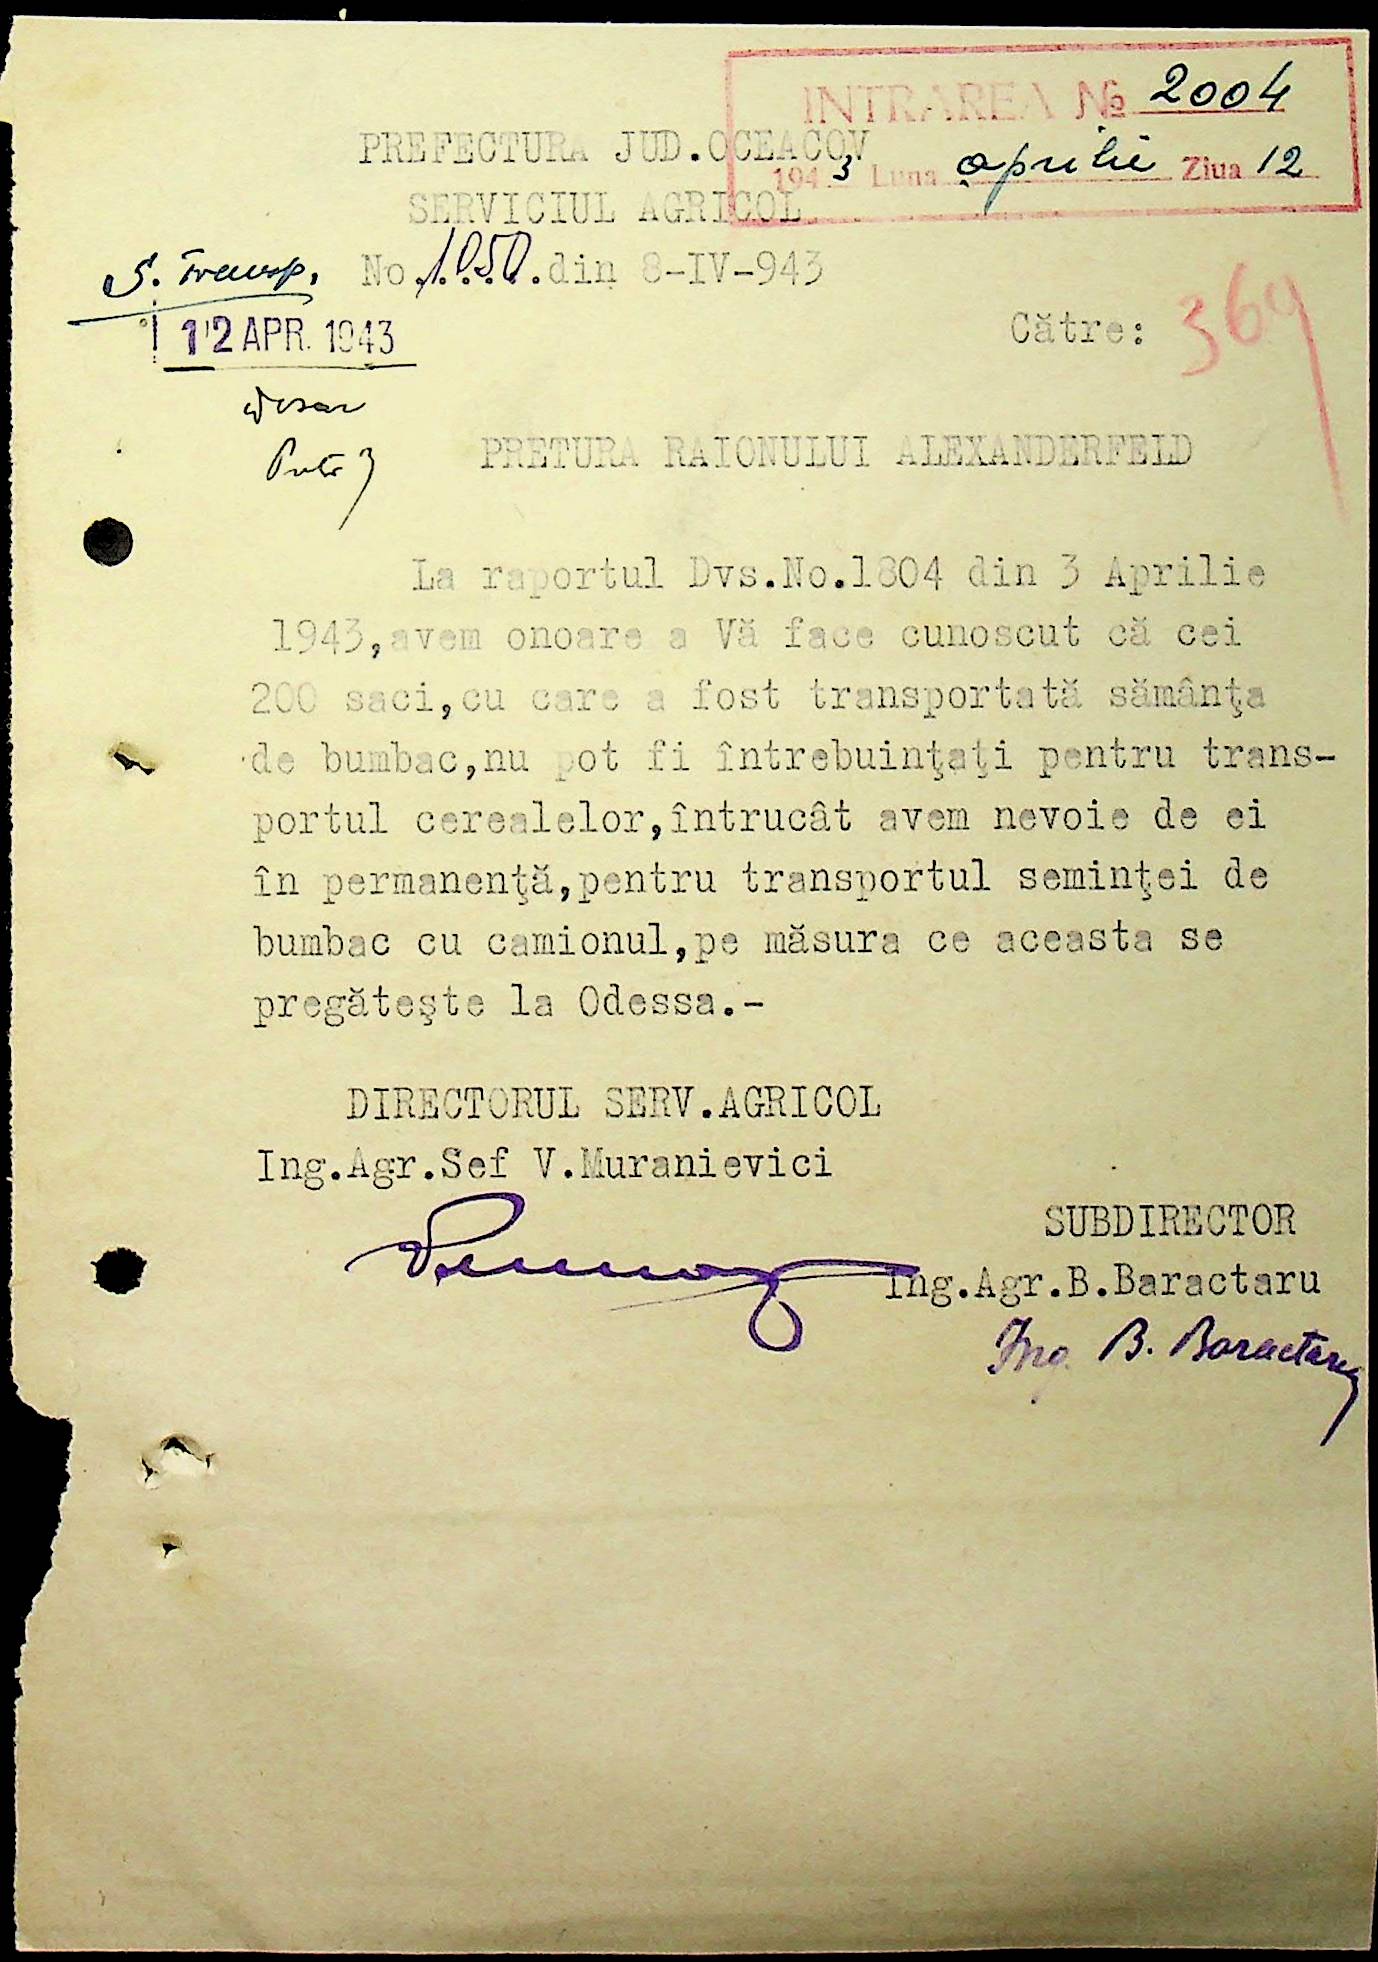 INTRAREA № 2004
1943 Luna aprilie Ziua 12
PREFECTURA JUD.OCEACOV
SERVICIUL AGRICOL
No.1050.din 8-IV-943
S. Transp.
12 APR. 1943
Dosar
Către:
369
PRETURA RAIONULUI ALEXANDERFELD
La raportul Dvs.No.1804 din 3 Aprilie
1943,avem onoare a Vă face cunoscut că cei
200 saci,cu care a fost transportată sămânţa
de bumbac,nu pot fi întrebuinţaţi pentru trans-
portul cerealelor,întrucât avem nevoie de ei
în permanenţă,pentru transportul seminţei de
bumbac cu camionul,pe măsura ce aceasta se
pregăteşte la Odessa.-
DIRECTORUL SERV.AGRICOL
Ing.Agr.Sef V.Muranievici
SUBDIRECTOR
Ing.Agr.B.Baractaru
Ing. B. Baractaru